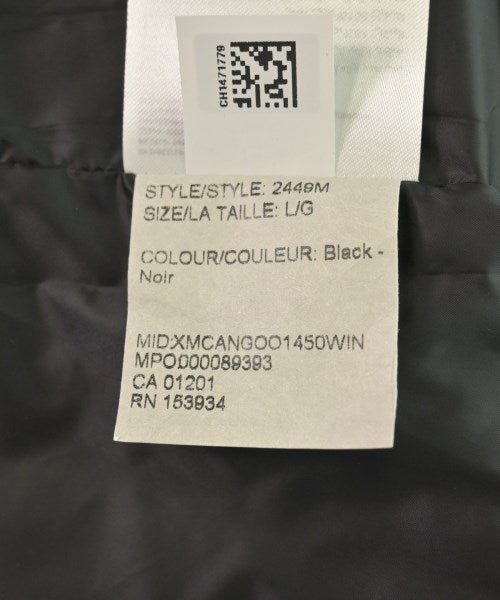 CH1471779
STYLE/STYLE: 2449M
SIZE/LA TAILLE: L/G
COLOUR/COULEUR: Black -
Noir
MID:XMCANGOO1450WIN
MPO000089393
CA 01201
RN 153934